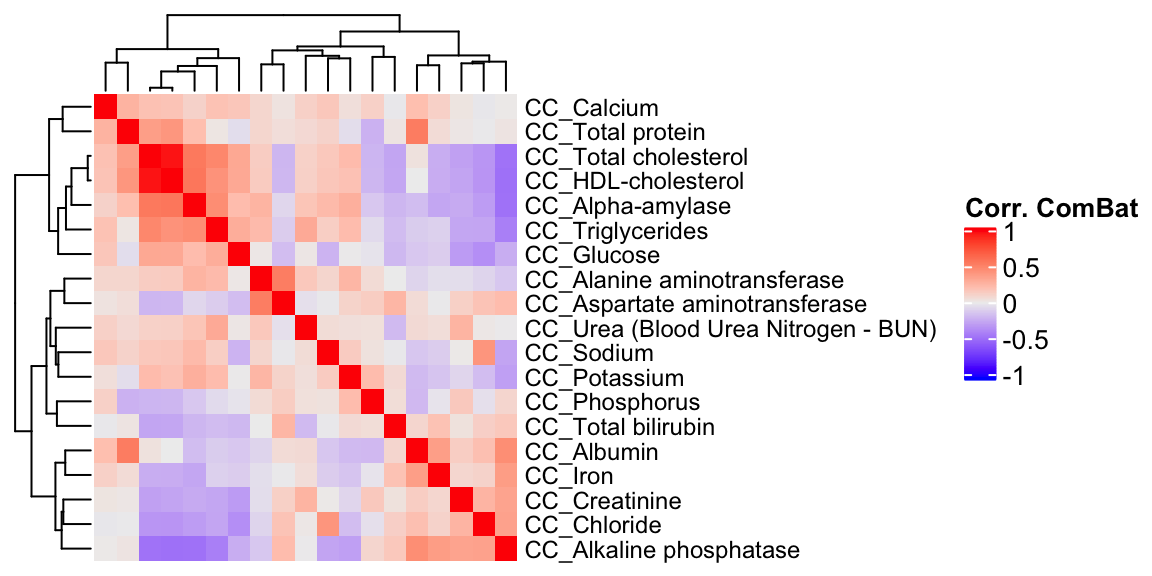 CC_Calcium
CC_Total protein
CC_Total cholesterol
CC_HDL-cholesterol
CC_Alpha-amylase
CC_Triglycerides
CC_Glucose
CC_Alanine aminotransferase
CC_Aspartate aminotransferase
CC_Urea (Blood Urea Nitrogen - BUN)
CC_Sodium
CC_Potassium
CC_Phosphorus
CC_Total bilirubin
CC_Albumin
CC_Iron
CC_Creatinine
CC_Chloride
CC_Alkaline phosphatase
Corr. ComBat
1
0.5
0
-0.5
-1